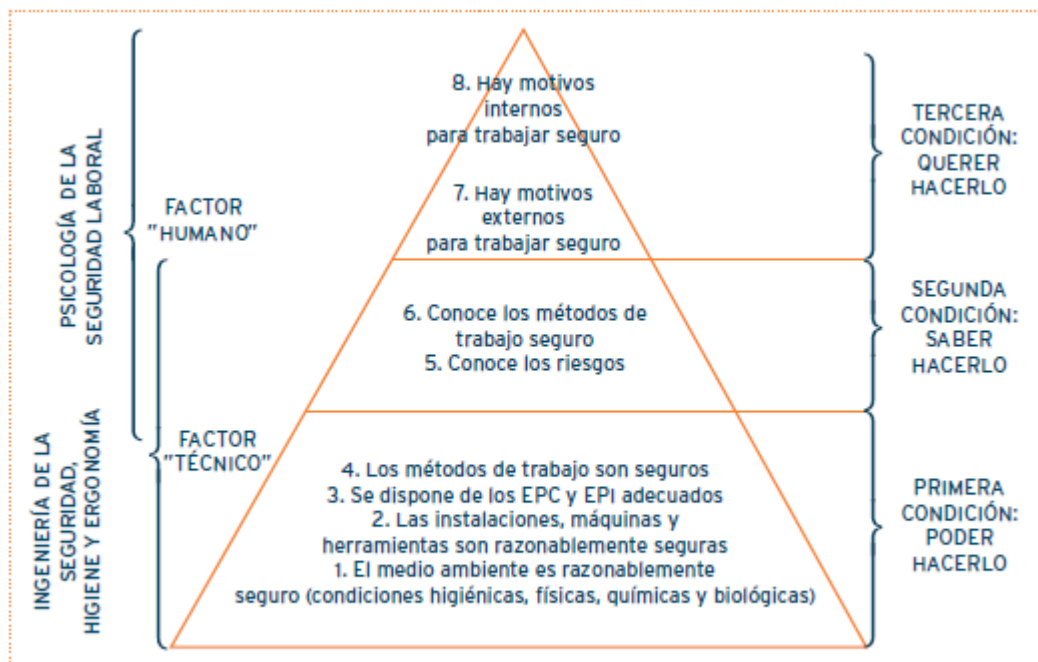 8. Hay motivos
internos
para trabajar seguro
7. Hay motivos
externos
para trabajar seguro
6. Conoce los métodos de
trabajo seguro
5. Conoce los riesgos
4. Los métodos de trabajo son seguros
3. Se dispone de los EPC y EPI adecuados
2. Las instalaciones, máquinas y
herramientas son razonablemente seguras
1. El medio ambiente es razonablemente
seguro (condiciones higiénicas, físicas, químicas y biológicas)
PSICOLOGÍA DE LA
SEGURIDAD LABORAL
INGENIERÍA DE LA
SEGURIDAD,
HIGIENE Y ERGONOMÍA
FACTOR
"HUMANO"
FACTOR
"TÉCNICO"
TERCERA
CONDICIÓN:
QUERER
HACERLO
SEGUNDA
CONDICIÓN:
SABER
HACERLO
PRIMERA
CONDICIÓN:
PODER
HACERLO